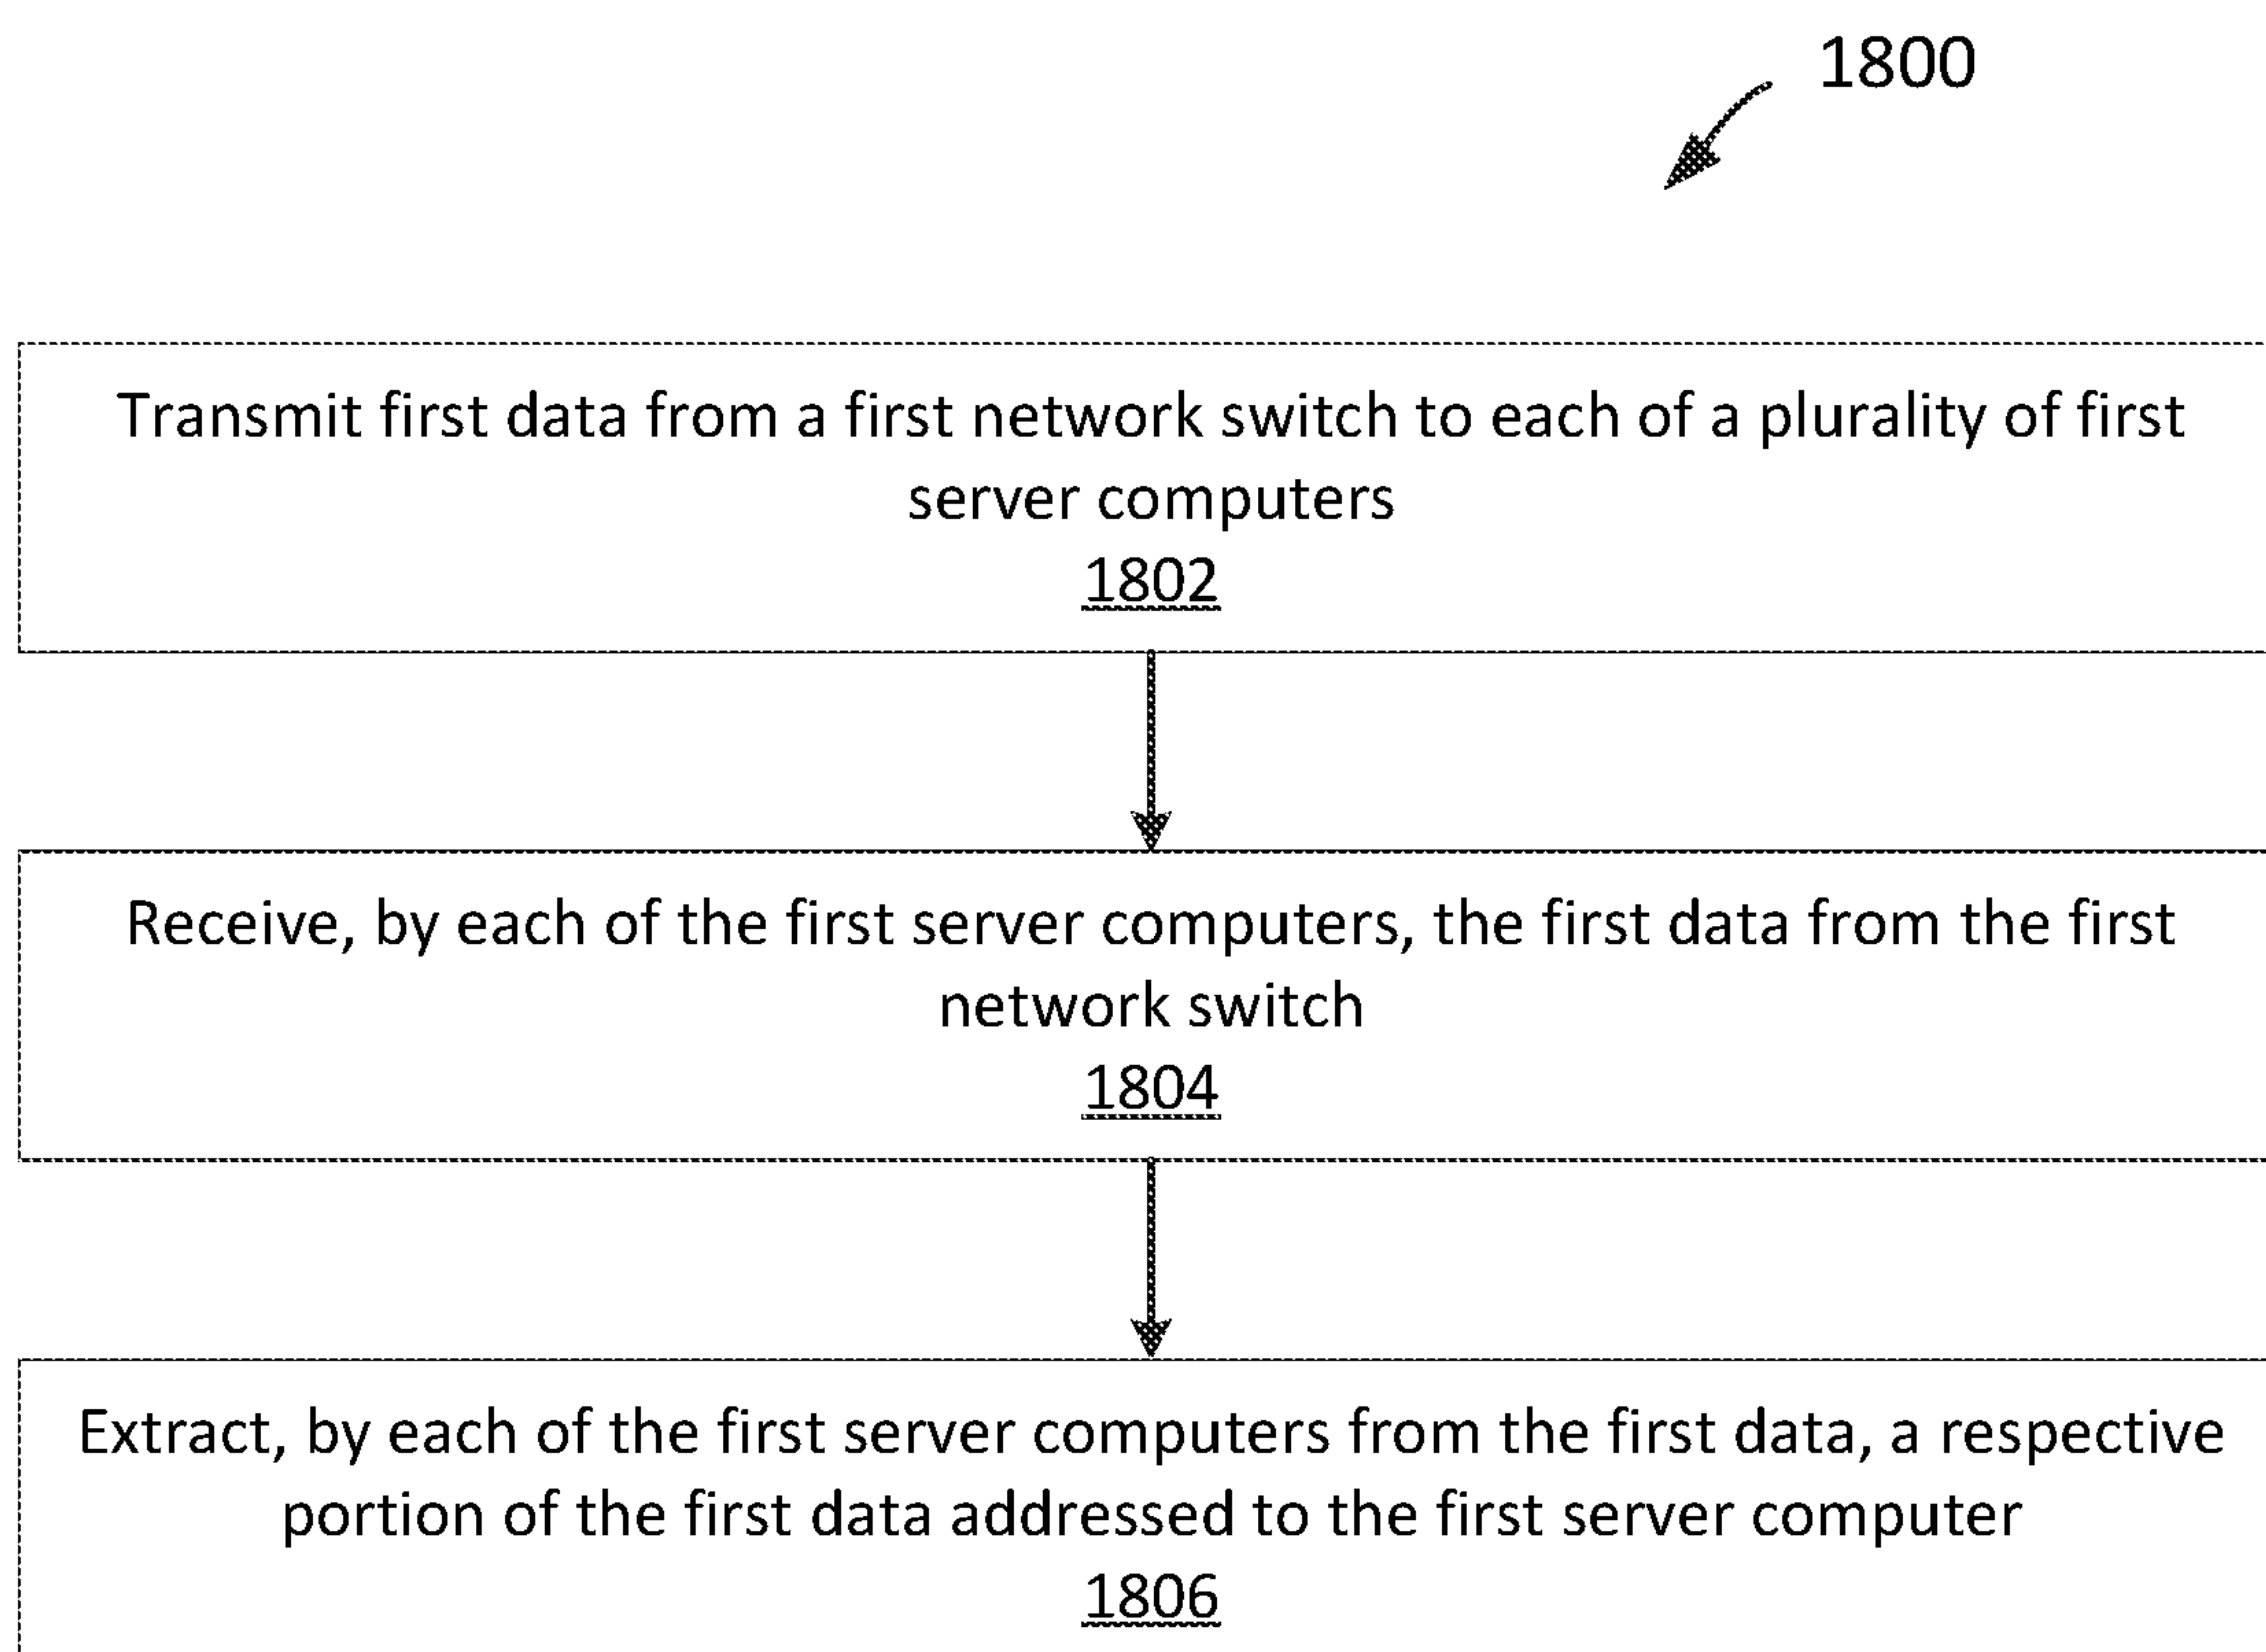 1800
Transmit first data from a first network switch to each of a plurality of first
server computers
1802
Receive, by each of the first server computers, the first data from the first
network switch
1804
Extract, by each of the first server computers from the first data, a respective
portion of the first data addressed to the first server computer
1806